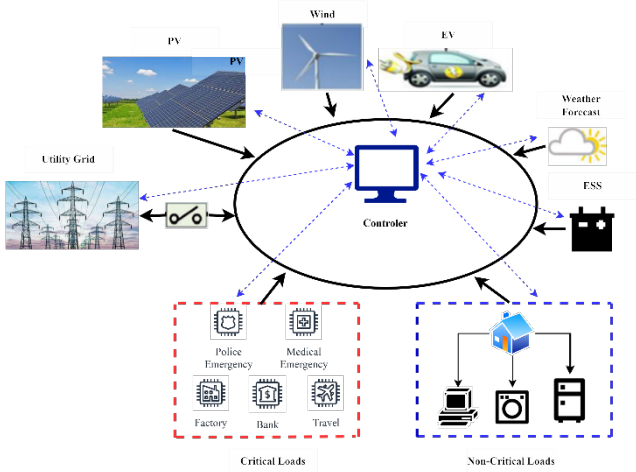 Wind
EV
PV
PV
Weather
Forecast
Utility Grid
ESS
Controler
Police
Emergency
Medical
Emergency
$
Factory
Bank
Travel
Critical Loads
Non-Critical Loads